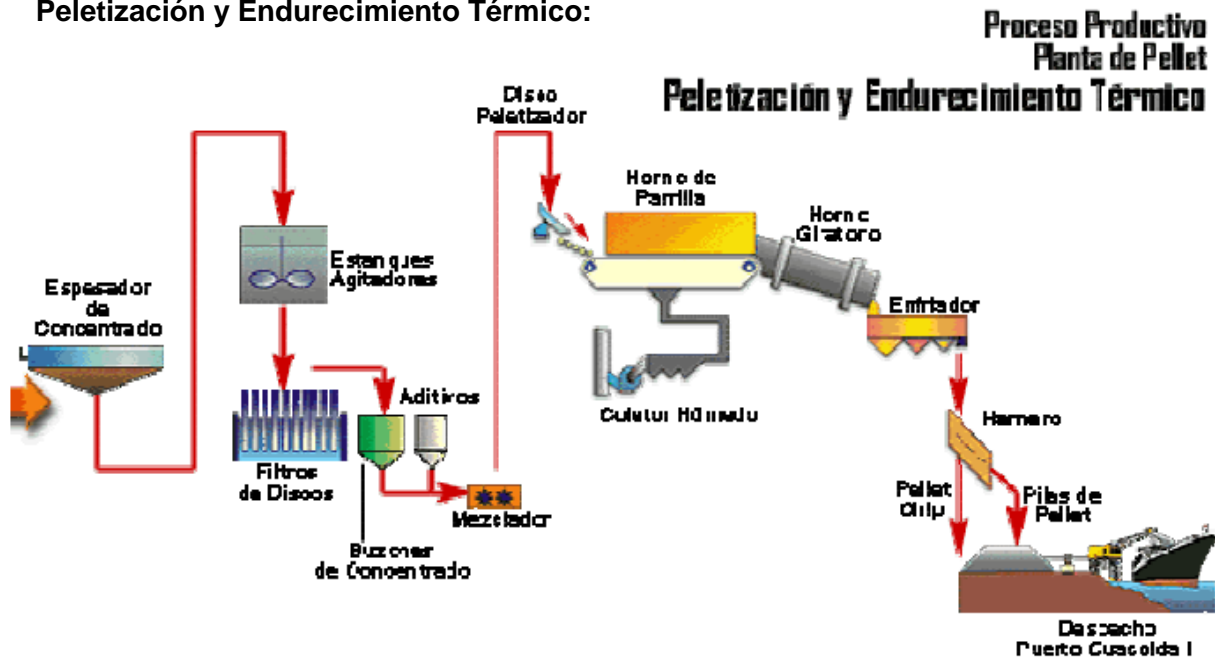 Peletización y Endurecimiento Térmico:
Proceso Productivo
Planta de Pellet
Peletización y Endurecimiento Térmico
Disco
Peletizador
Horno de
Parrilla
Horno
Giratorio
Estanques
Agitadores
Espesador
de
Concentrado
Enfriador
Aditivos
Colector Húmedo
Harnero
Filtros
de Discos
Pellet
Chip
Pilas de
Pellet
Mezclador
Buzones
de Concentrado
Despacho
Puerto Guacolda I